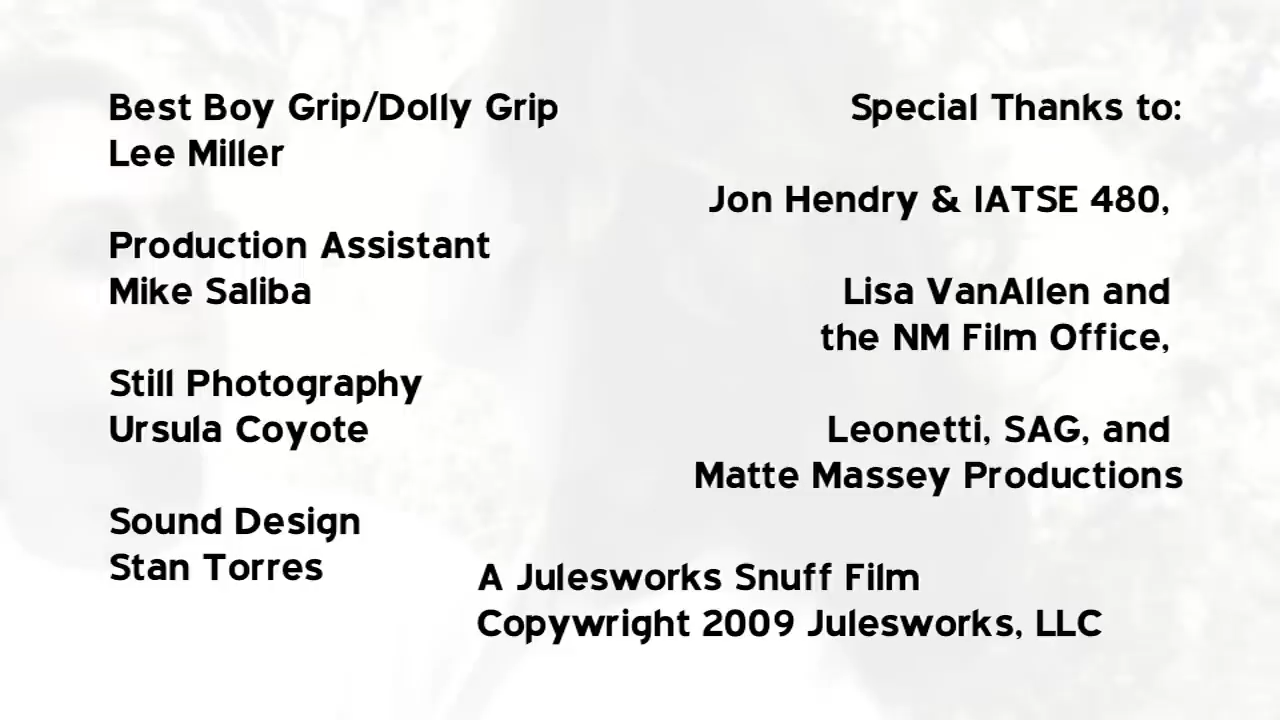 Best Boy Grip/Dolly Grip
Lee Miller
Production Assistant
Mike Saliba
Still Photography
Ursula Coyote
Sound Design
Stan Torres
Special Thanks to:
Jon Hendry & IATSE 480,
Lisa VanAllen and
the NM Film Office,
Leonetti, SAG, and
Matte Massey Productions
A Julesworks Snuff Film
Copywright 2009 Julesworks, LLC